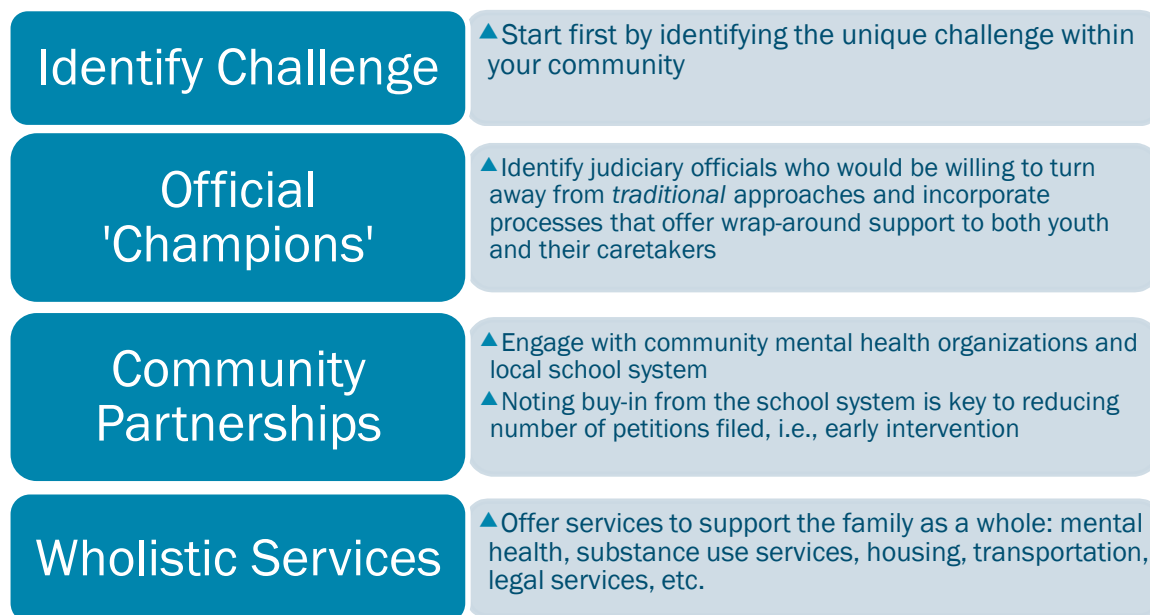 Identify Challenge
▲Start first by identifying the unique challenge within
your community
Official
'Champions'
▲Identify judiciary officials who would be willing to turn
away from traditional approaches and incorporate
processes that offer wrap-around support to both youth
and their caretakers
Community
Partnerships
▲Engage with community mental health organizations and
local school system
▲Noting buy-in from the school system is key to reducing
number of petitions filed, i.e., early intervention
Wholistic Services
▲Offer services to support the family as a whole: mental
health, substance use services, housing, transportation,
legal services, etc.